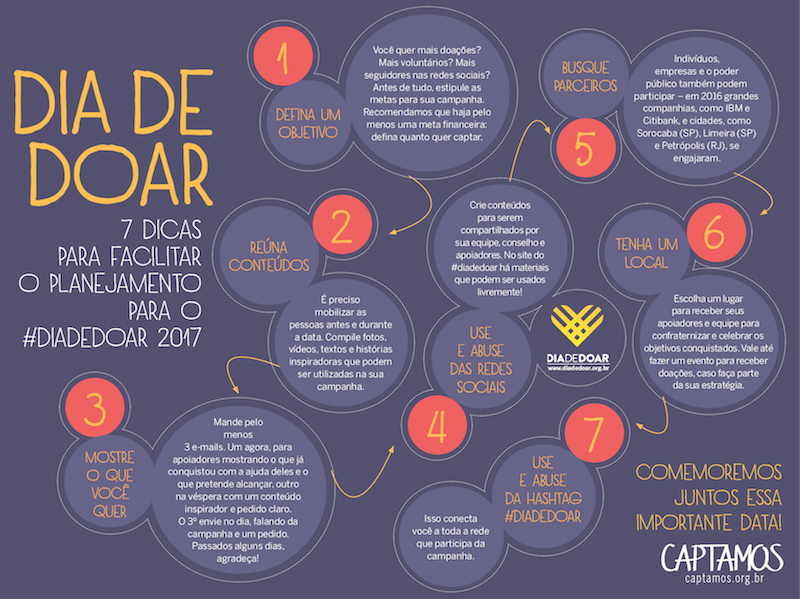 DIA DE
DOAR
7 DICAS
PARA FACILITAR
O PLANEJAMENTO
PARA O
#DIADEDOAR 2017
1
DEFINA UM
OBJETIVO
Você quer mais doações?
Mais voluntários? Mais
seguidores nas redes sociais?
Antes de tudo, estipule as
metas para sua campanha.
Recomendamos que haja pelo
menos uma meta financeira:
defina quanto quer captar.
2
REÚNA
CONTEÚDOS
É preciso
mobilizar as
pessoas antes e durante
a data. Compile fotos,
vídeos, textos e histórias
inspiradoras que podem
ser utilizadas na sua
campanha.
3
MOSTRE
O QUE
VOCÊ
QUER
Mande pelo
menos
3 e-mails. Um agora, para
apoiadores mostrando o que já
conquistou com a ajuda deles e o
que pretende alcançar, outro
na véspera com um conteúdo
inspirador e pedido claro.
O 3º envie no dia, falando da
campanha e um pedido.
Passados alguns dias,
agradeça!
4
USE
E ABUSE
DAS REDES
SOCIAIS
Crie conteúdos
para serem
compartilhados por
sua equipe, conselho e
apoiadores. No site do
#diadedoar há materiais
que podem ser usados
livremente!
5
BUSQUE
PARCEIROS
Indivíduos,
empresas e o poder
público também podem
participar – em 2016 grandes
companhias, como IBM e
Citibank, e cidades, como
Sorocaba (SP), Limeira (SP)
e Petrópolis (RJ), se
engajaram.
6
TENHA UM
LOCAL
Escolha um lugar
para receber seus
apoiadores e equipe para
confraternizar e celebrar os
objetivos conquistados. Vale até
fazer um evento para receber
doações, caso faça parte
da sua estratégia.
7
USE
E ABUSE
DA HASHTAG
#DIADEDOAR
Isso conecta
você a toda a rede
que participa da
campanha.
DIADEDOAR
www.diadedoar.org.br
COMEMOREMOS
JUNTOS ESSA
IMPORTANTE DATA!
CAPTAMOS
captamos.org.br